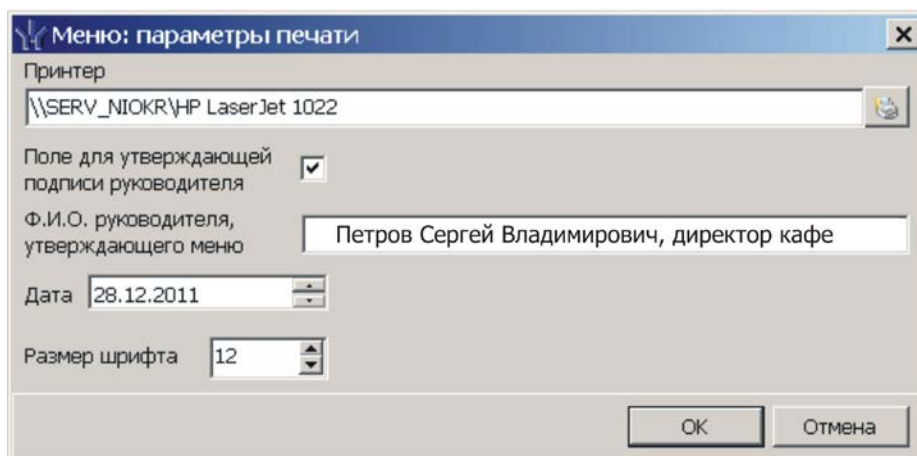 Меню: параметры печати
Принтер
\\SERV_NIOKR\HP LaserJet 1022
Поле для утверждающей
подписи руководителя
Ф.И.О. руководителя,
утверждающего меню
Петров Сергей Владимирович, директор кафе
Дата 28.12.2011
Размер шрифта 12
OK Отмена